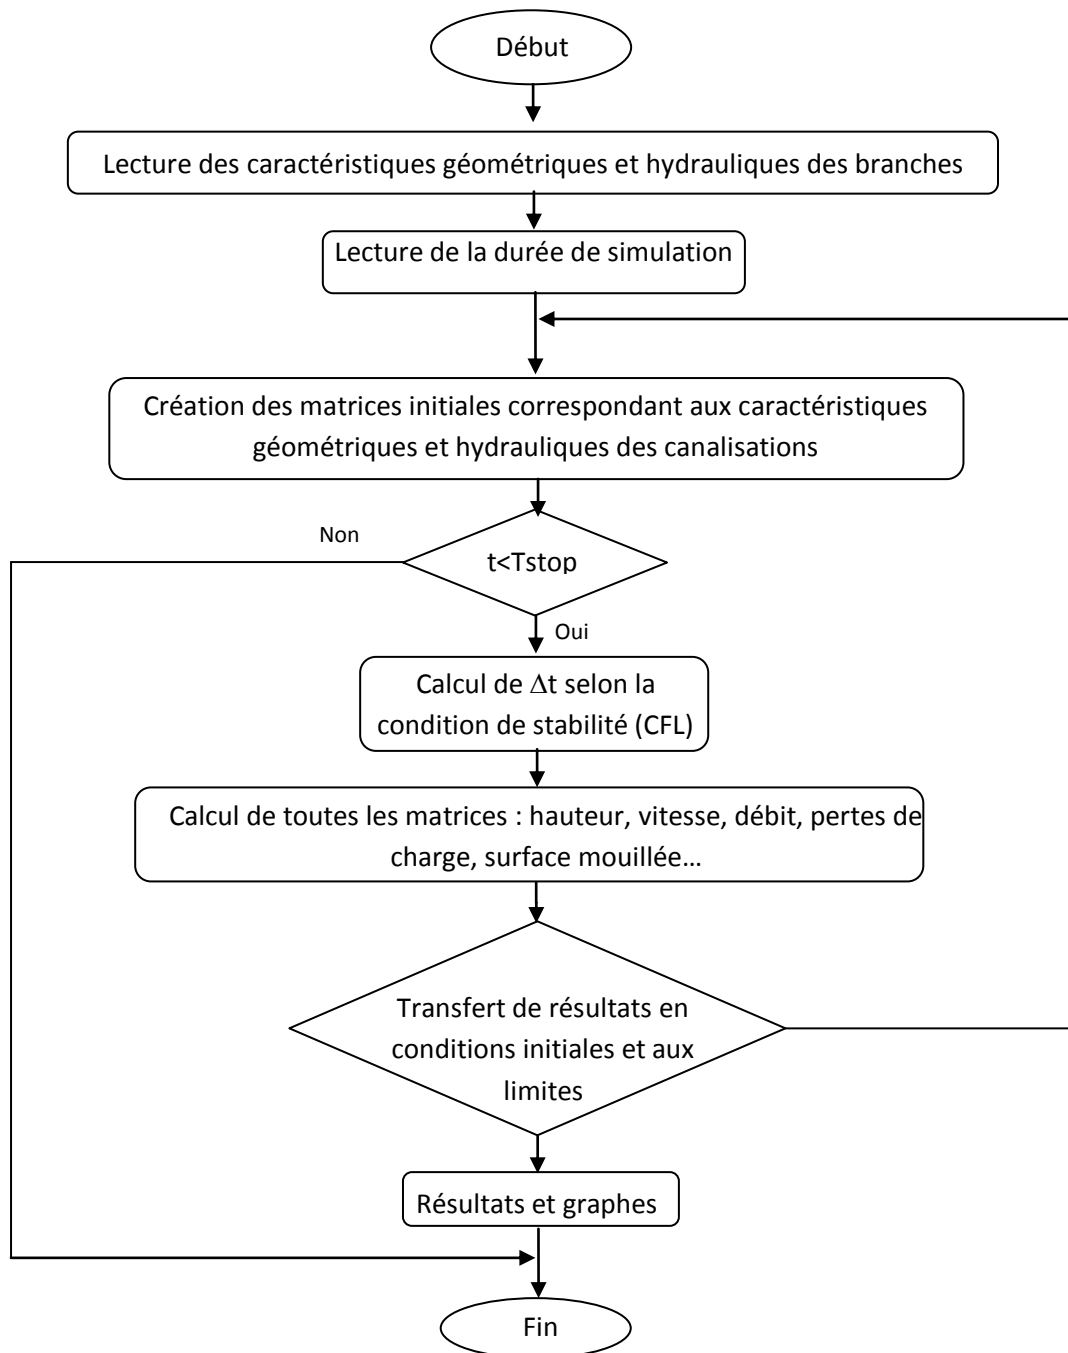 Début
Lecture des caractéristiques géométriques et hydrauliques des branches
Lecture de la durée de simulation
Création des matrices initiales correspondant aux caractéristiques
géométriques et hydrauliques des canalisations
Non
t<Tstop
Oui
Calcul de Δt selon la
condition de stabilité (CFL)
Calcul de toutes les matrices : hauteur, vitesse, débit, pertes de
charge, surface mouillée…
Transfert de résultats en
conditions initiales et aux
limites
Résultats et graphes
Fin